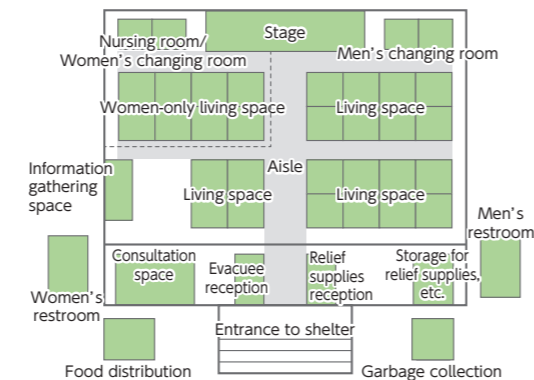 Stage
Nursing room/
Women's changing room
Men's changing room
Women-only living space
Living space
Aisle
Information
gathering
space
Living space
Living space
Men's
restroom
Consultation
space
Evacuee
reception
Relief
supplies
reception
Storage for
relief supplies,
etc.
Women's
restroom
Entrance to shelter
Food distribution
Garbage collection